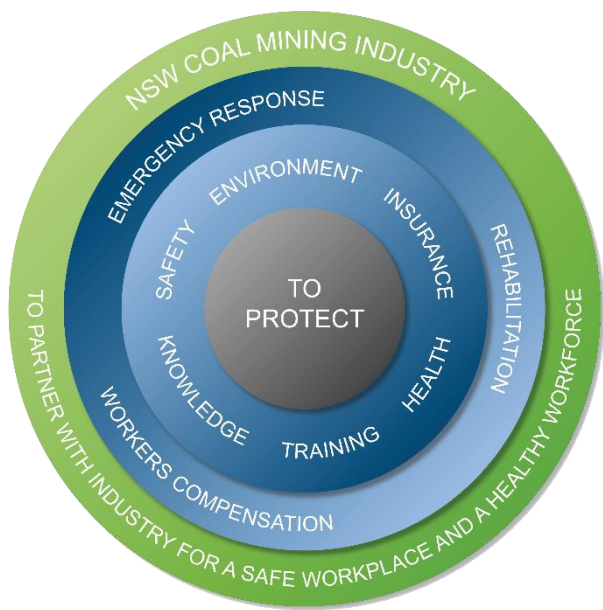 NSW COAL MINING INDUSTRY
EMERGENCY RESPONSE
REHABILITATION
WORKERS COMPENSATION
SAFETY
ENVIRONMENT
INSURANCE
HEALTH
TRAINING
KNOWLEDGE
TO
PROTECT
TO PARTNER WITH INDUSTRY FOR A SAFE WORKPLACE AND A HEALTHY WORKFORCE